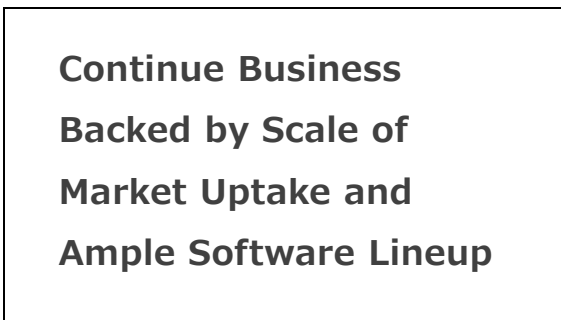 Continue Business
Backed by Scale of
Market Uptake and
Ample Software Lineup